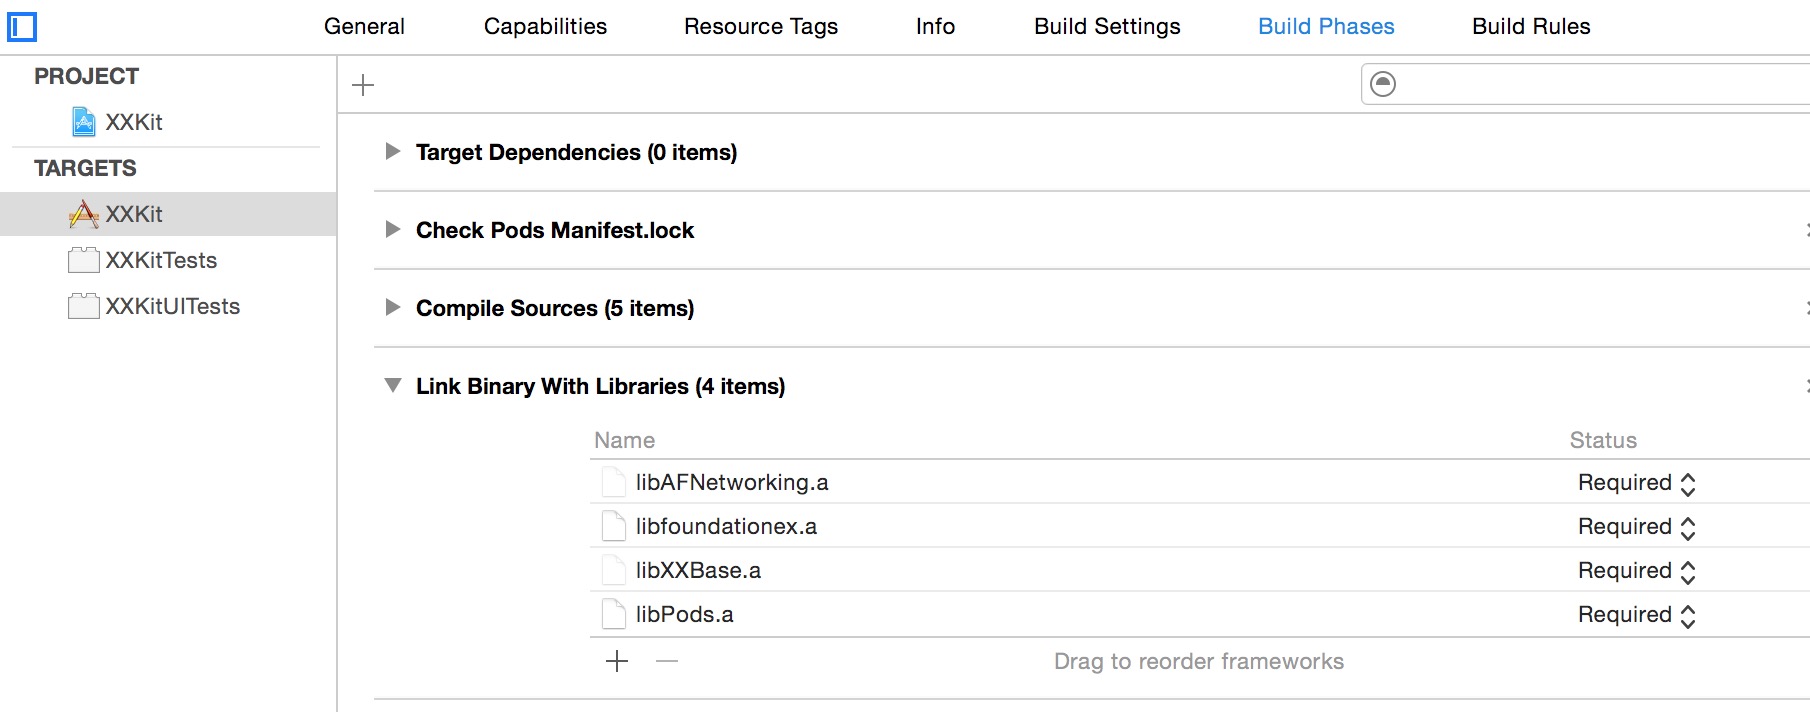 General Capabilities Resource Tags Info Build Settings Build Phases Build Rules
PROJECT
XXKit
TARGETS
XXKit
XXKitTests
XXKitUITests
Target Dependencies (0 items)
Check Pods Manifest.lock
Compile Sources (5 items)
Link Binary With Libraries (4 items)
Name Status
libAFNetworking.a Required
libfoundationex.a Required
libXXBase.a Required
libPods.a Required
Drag to reorder frameworks